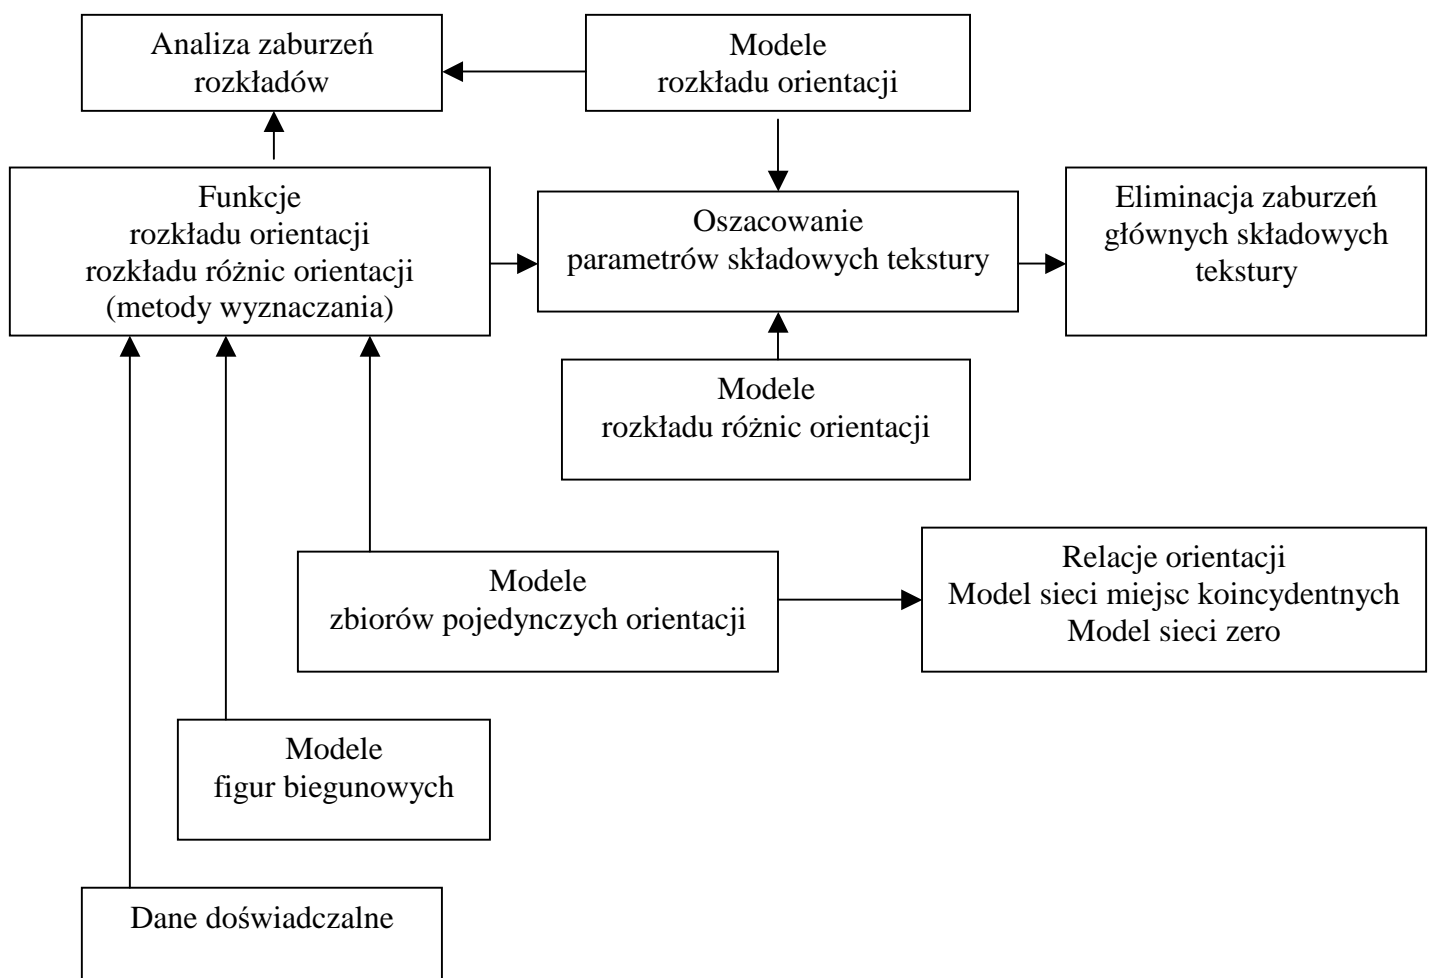 Analiza zaburzeń
rozkładów
Modele
rozkładu orientacji
Funkcje
rozkładu orientacji
rozkładu różnic orientacji
(metody wyznaczania)
Oszacowanie
parametrów składowych tekstury
Eliminacja zaburzeń
głównych składowych
tekstury
Modele
rozkładu różnic orientacji
Modele
zbiorów pojedynczych orientacji
Relacje orientacji
Model sieci miejsc koincydentnych
Model sieci zero
Modele
figur biegunowych
Dane doświadczalne